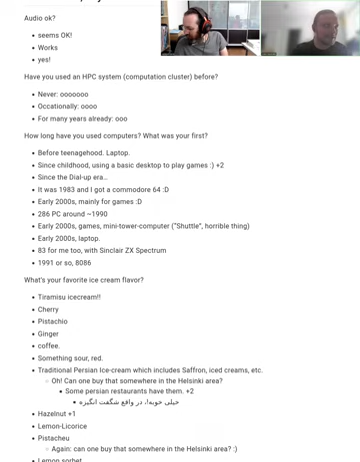 Audio ok?
seems OK!
Works
yes!
Have you used an HPC system (computation cluster) before?
Never: ooooooo
Occationally: oooo
For many years already: ooo
How long have you used computers? What was your first?
Before teenagehood. Laptop.
Since childhood, using a basic desktop to play games :) +2
Since the Dial-up era...
It was 1983 and I got a commodore 64 :D
Early 2000s, mainly for games :D
286 PC around ~1990
Early 2000s, games, mini-tower-computer ("Shuttle", horrible thing)
Early 2000s, laptop.
83 for me too, with Sinclair ZX Spectrum
1991 or so, 8086
What's your favorite ice cream flavor?
Tiramisu icecream!!
Cherry
Pistachio
Ginger
coffee.
Something sour, red.
Traditional Persian Ice-cream which includes Saffron, iced creams, etc.
Oh! Can one buy that somewhere in the Helsinki area?
Some persian restaurants have them. +2
خیلی خوبه!، در واقع شگفت انگیزه
Hazelnut +1
Lemon-Licorice
Pistacheu
Again: can one buy that somewhere in Helsinki area? :)
Lemon sorbet